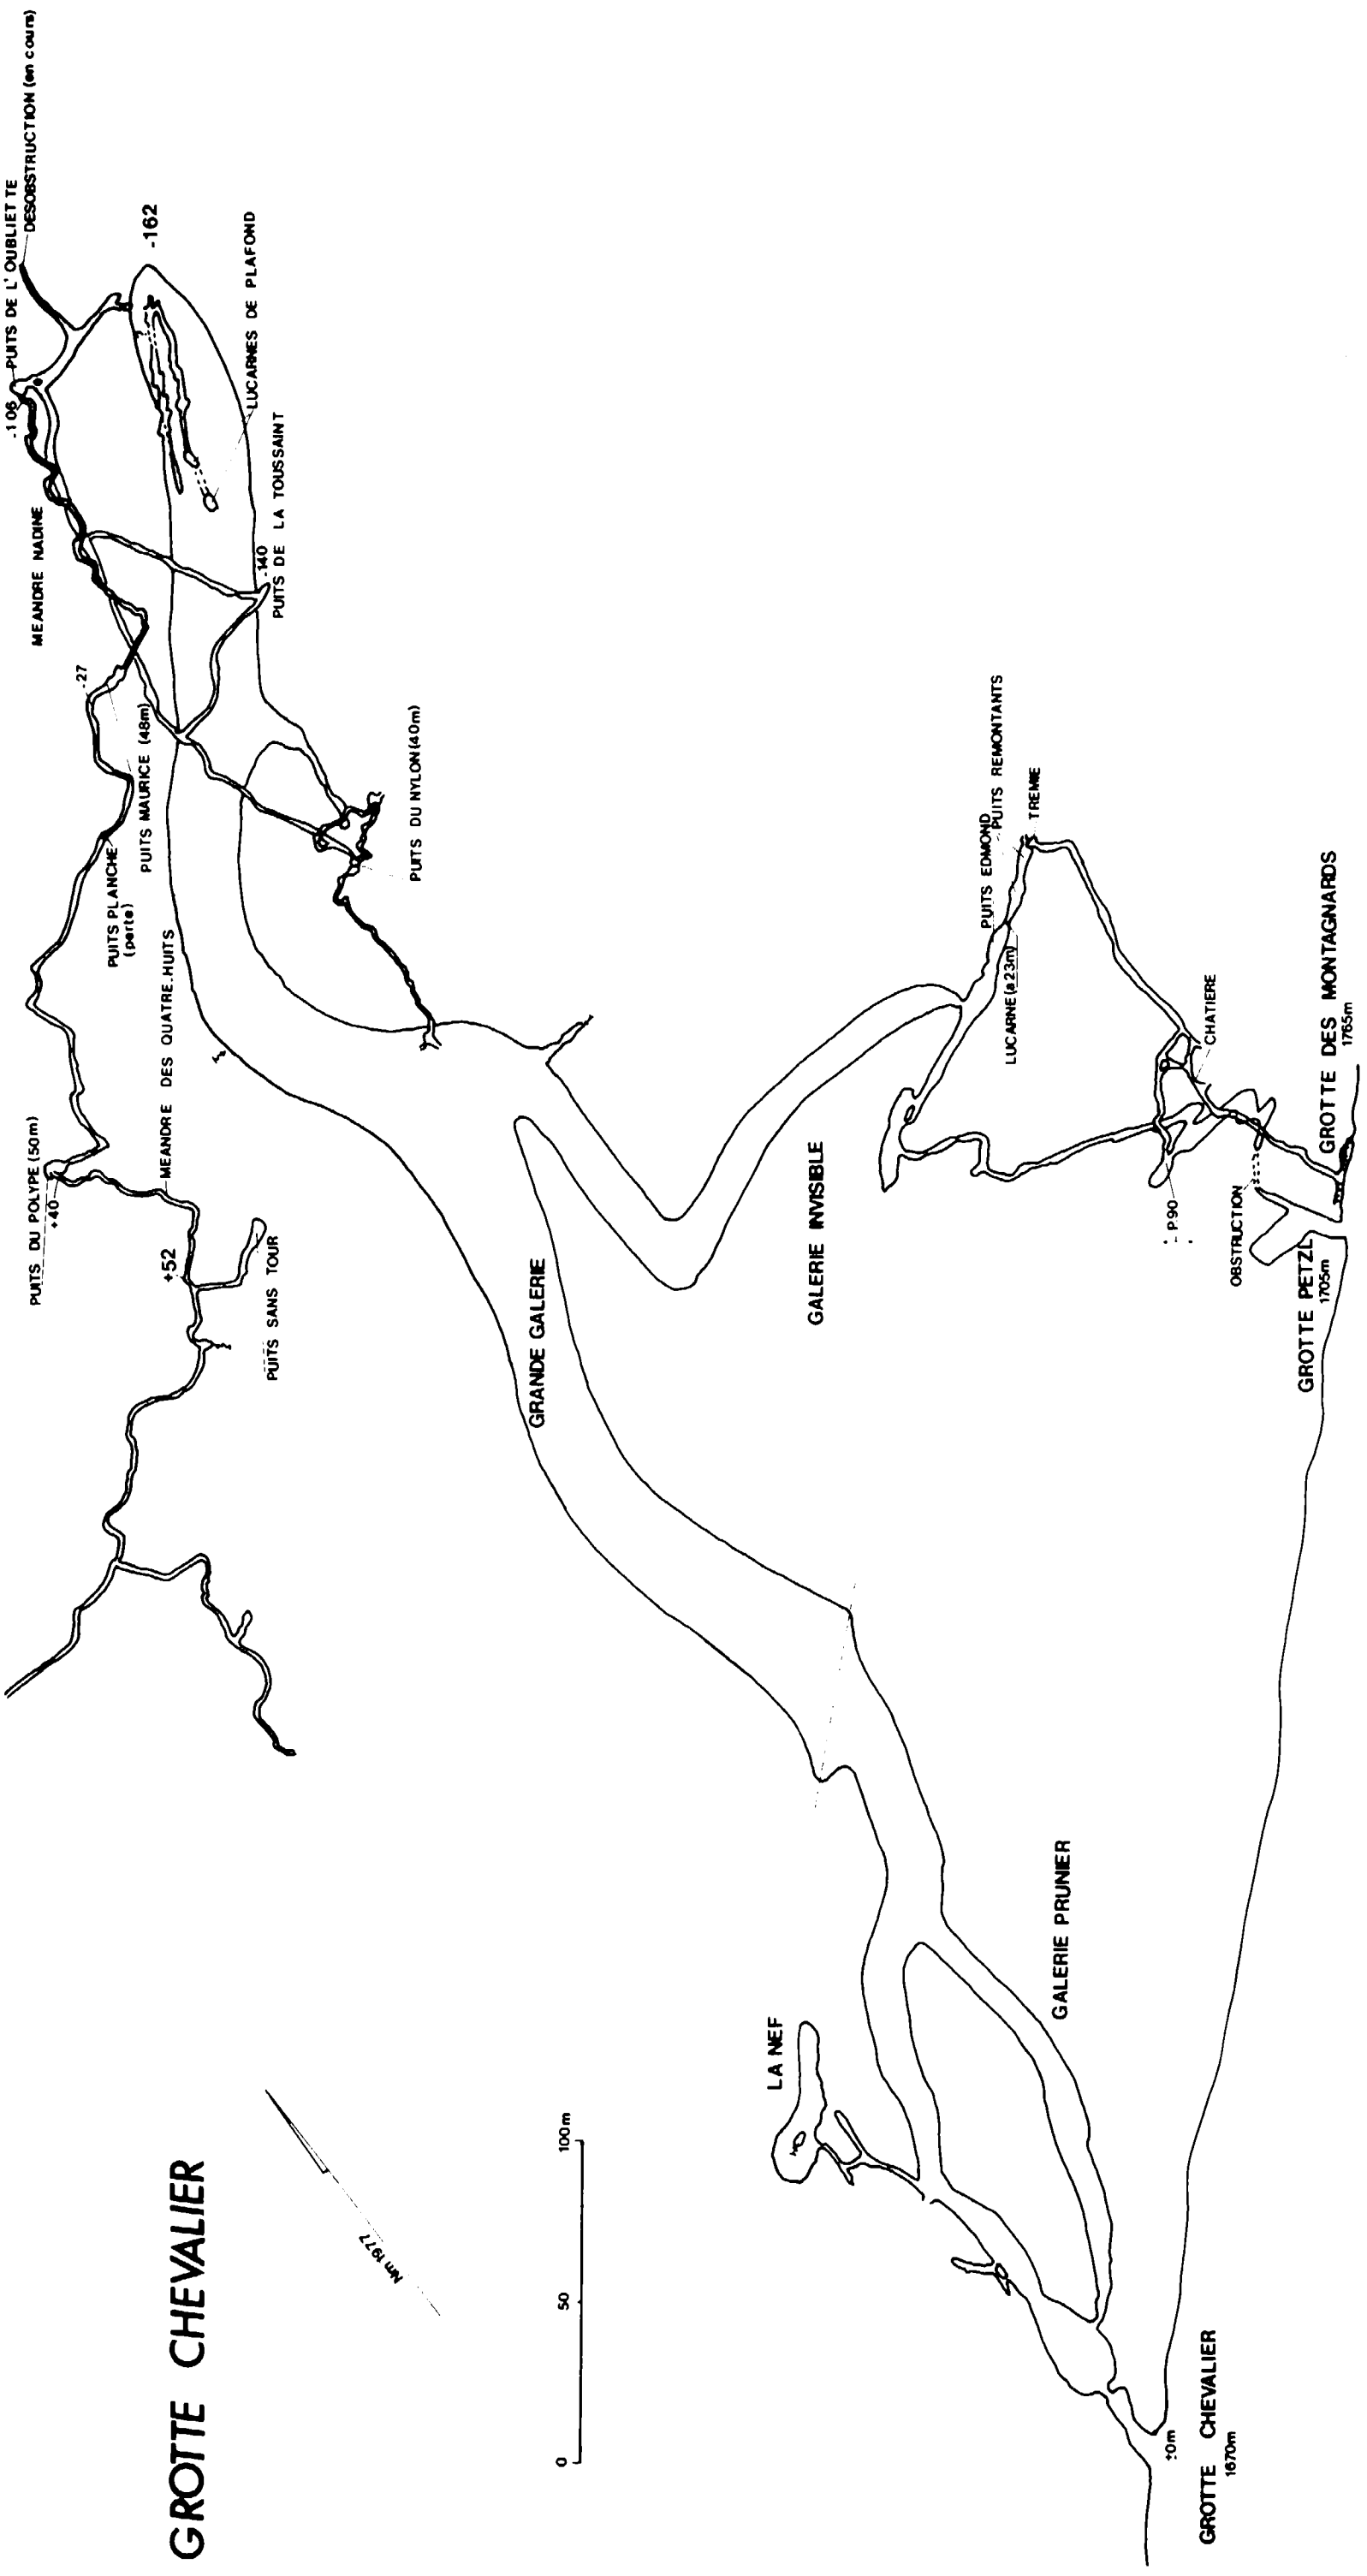 GROTTE CHEVALIER
Nm 1977
0
50
100m
PUITS DU POLYPE (50m)
+40
MEANDRE DES QUATRE.HUITS
+52
PUITS SANS TOUR
PUITS PLANCHE
(perte)
PUITS MAURICE (48m)
-27
MEANDRE NADINE
-106
PUITS DE L'OUBLIETTE
DESOBSTRUCTION (en cours)
-162
LUCARNES DE PLAFOND
-140
PUITS DE LA TOUSSAINT
PUITS DU NYLON (40m)
GRANDE GALERIE
GALERIE INVISIBLE
PUITS EDMOND
PUITS REMONTANTS
TREMIE
LUCARNE (a 23m)
CHATIERE
P.90
OBSTRUCTION
GROTTE DES MONTAGNARDS
1765m
GROTTE PETZL
1705m
LA NEF
GALERIE PRUNIER
±0m
GROTTE CHEVALIER
1670m